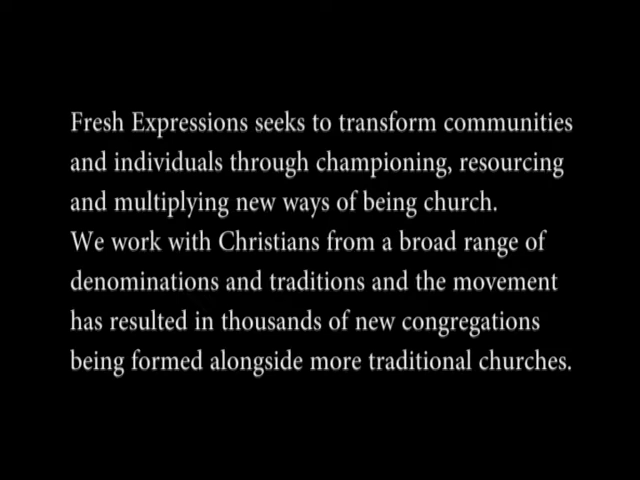 Fresh Expressions seeks to transform communities
and individuals through championing, resourcing
and multiplying new ways of being church.
We work with Christians from a broad range of
denominations and traditions and the movement
has resulted in thousands of new congregations
being formed alongside more traditional churches.